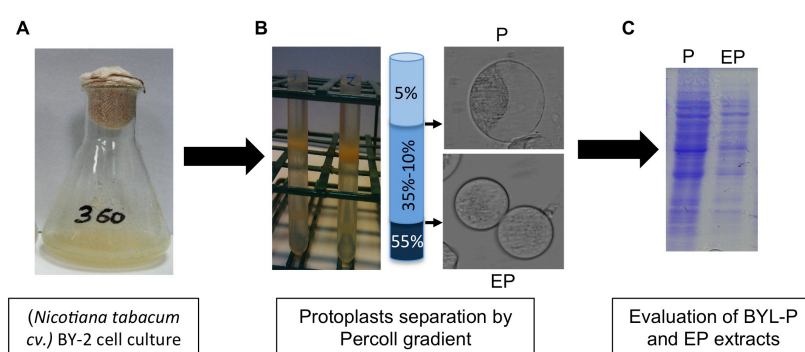 A
B
C
P
P
EP
360
5%
35%-10%
55%
EP
(Nicotiana tabacum
cv.) BY-2 cell culture
Protoplasts separation by
Percoll gradient
Evaluation of BYL-P
and EP extracts